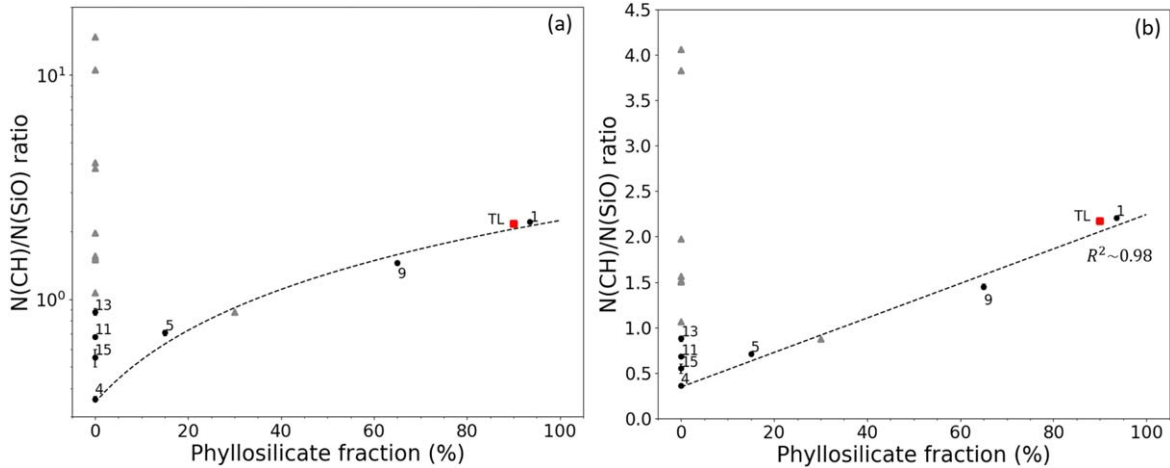 (a)
N(CH)/N(SiO) ratio
10^1
10^0
13
11
15
4
5
9
TL
1
0 20 40 60 80 100
Phyllosilicate fraction (%)
(b)
N(CH)/N(SiO) ratio
4.5
4.0
3.5
3.0
2.5
2.0
1.5
1.0
0.5
0.0
13
11
15
4
5
9
TL
1
R²~0.98
0 20 40 60 80 100
Phyllosilicate fraction (%)